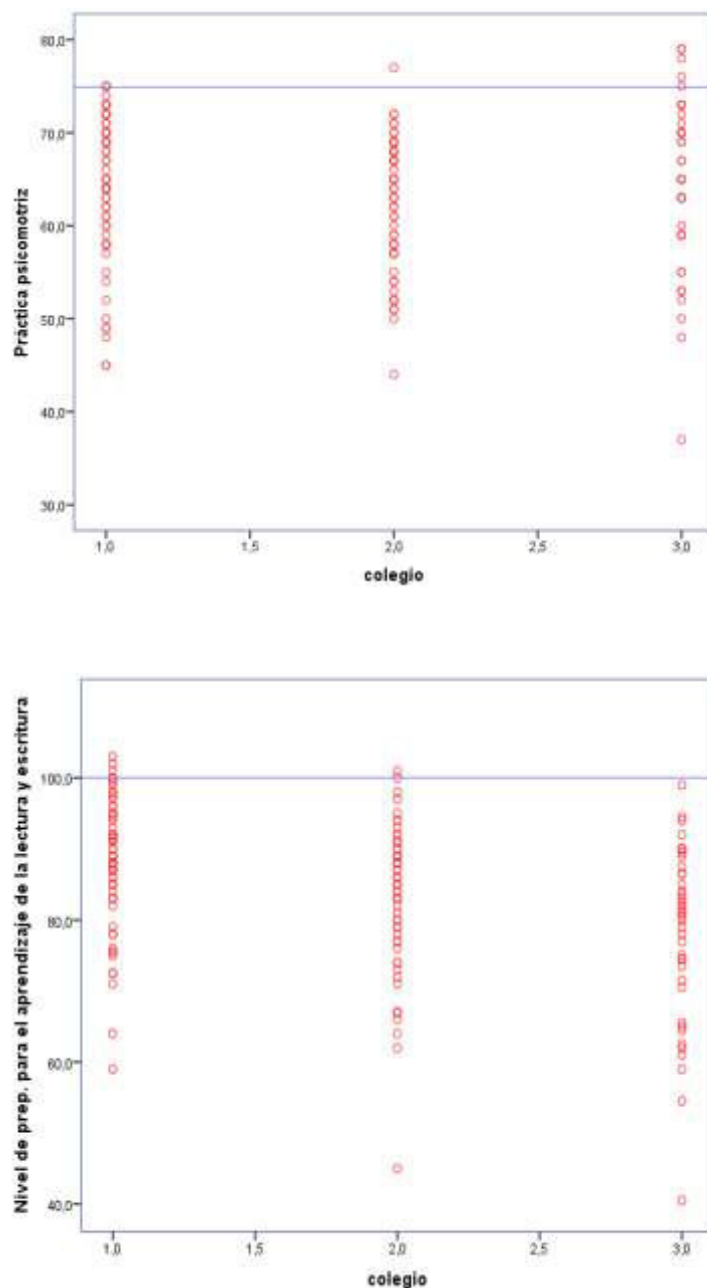 Práctica psicomotriz
80,0
70,0
60,0
50,0
40,0
30,0
1,0 1,5 2,0 2,5 3,0
colegio
Nivel de prep. para el aprendizaje de la lectura y escritura
100,0
80,0
60,0
40,0
1,0 1,5 2,0 2,5 3,0
colegio